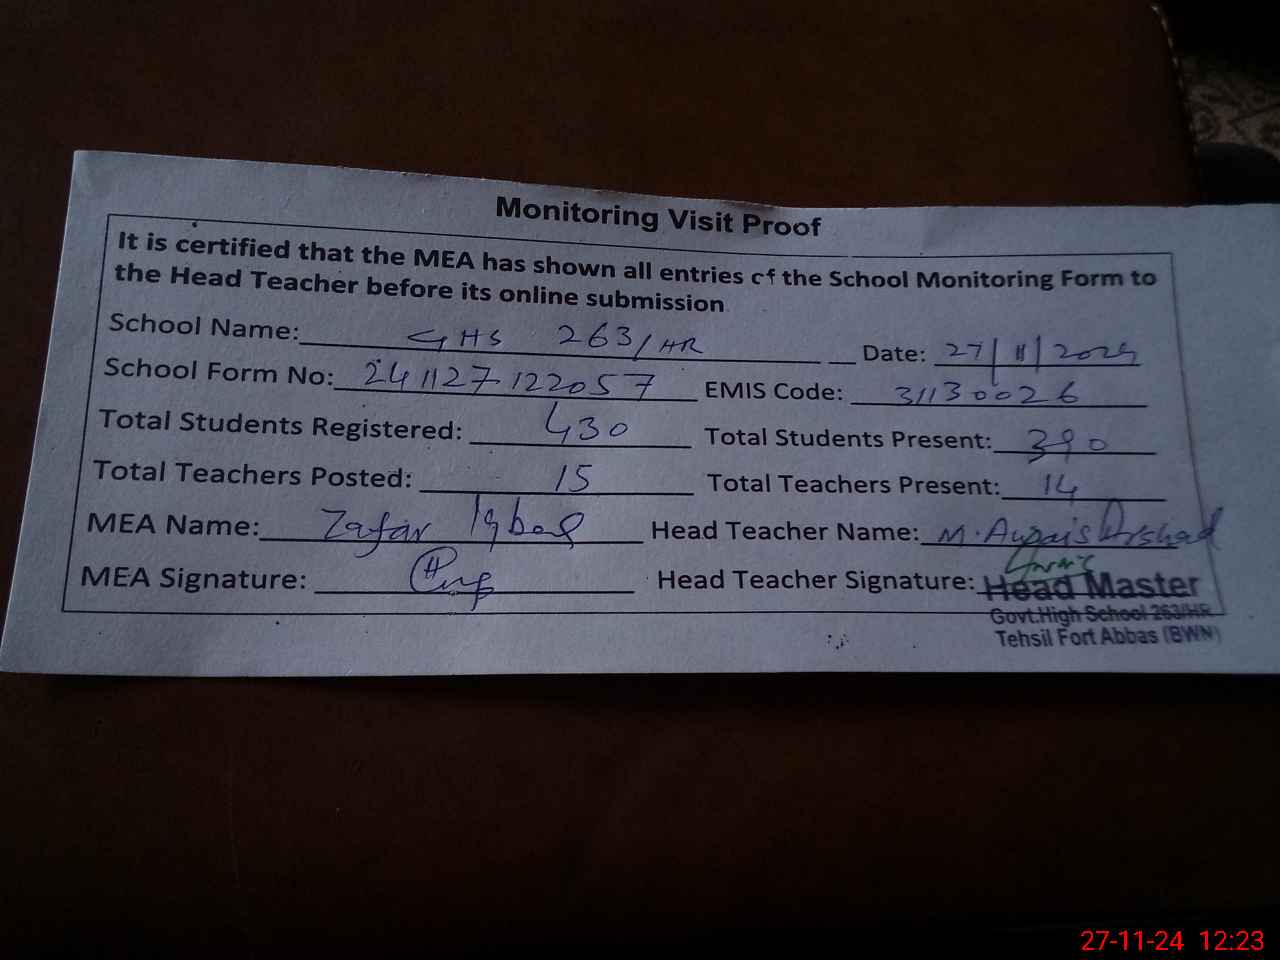 Monitoring Visit Proof
It is certified that the MEA has shown all entries of the School Monitoring Form to
the Head Teacher before its online submission
School Name: GHS 263/HR Date: 27/11/2024
School Form No: 241127-122057 EMIS Code: 31130026
Total Students Registered: 430 Total Students Present: 390
Total Teachers Posted: 15 Total Teachers Present: 14
MEA Name: Zafar Iqbal Head Teacher Name: M. Awais Arshad
MEA Signature: Head Teacher Signature:
Head Master
Govt.High School 263/HR
Tehsil Fort Abbas (BWN)
27-11-24 12:23